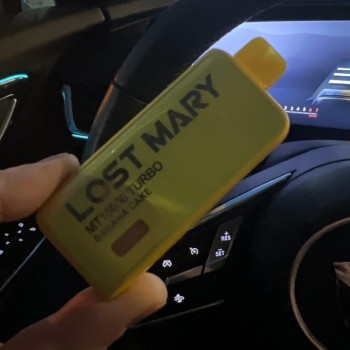 LOST MARY
MT15000 TURBO
BANANA CAKE
RES
SET